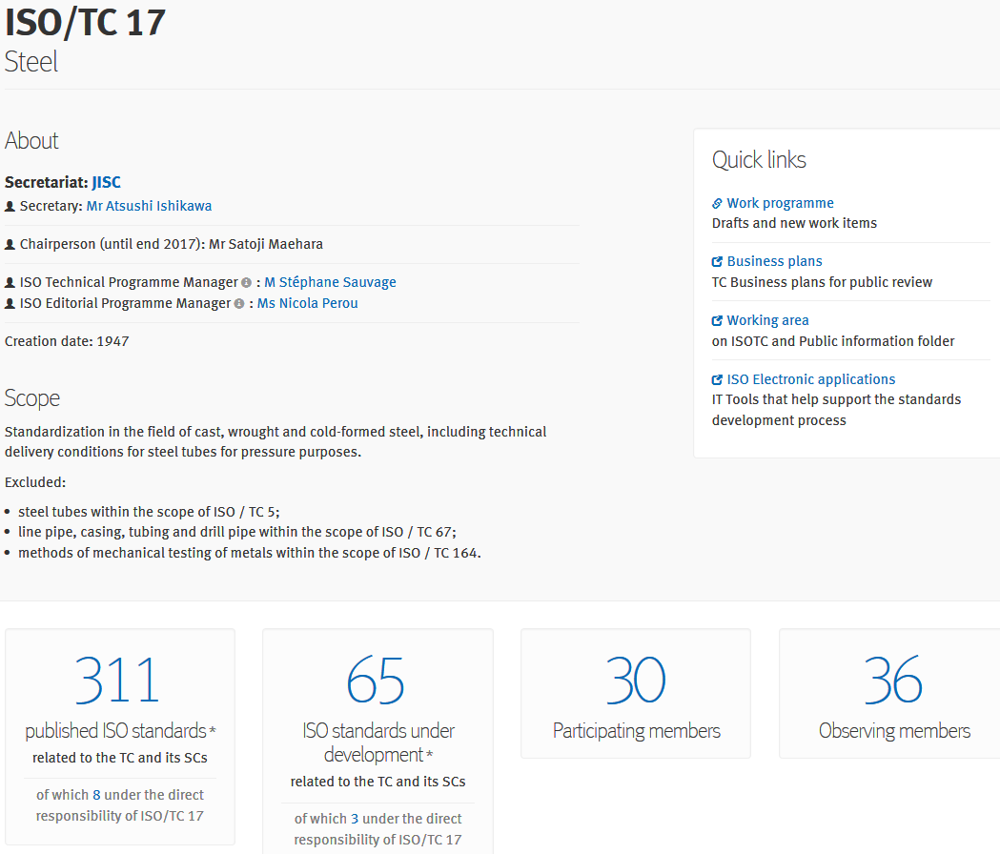 ISO/TC 17
Steel
About
Secretariat: JISC
Secretary: Mr Atsushi Ishikawa
Chairperson (until end 2017): Mr Satoji Maehara
ISO Technical Programme Manager : M Stéphane Sauvage
ISO Editorial Programme Manager : Ms Nicola Perou
Creation date: 1947
Scope
Standardization in the field of cast, wrought and cold-formed steel, including technical
delivery conditions for steel tubes for pressure purposes.
Excluded:
• steel tubes within the scope of ISO / TC 5;
• line pipe, casing, tubing and drill pipe within the scope of ISO / TC 67;
• methods of mechanical testing of metals within the scope of ISO / TC 164.
Quick links
Work programme
Drafts and new work items
Business plans
TC Business plans for public review
Working area
on ISOTC and Public information folder
ISO Electronic applications
IT Tools that help support the standards
development process
311
published ISO standards *
related to the TC and its SCs
of which 8 under the direct
responsibility of ISO/TC 17
65
ISO standards under
development *
related to the TC and its SCs
of which 3 under the direct
responsibility of ISO/TC 17
30
Participating members
36
Observing members